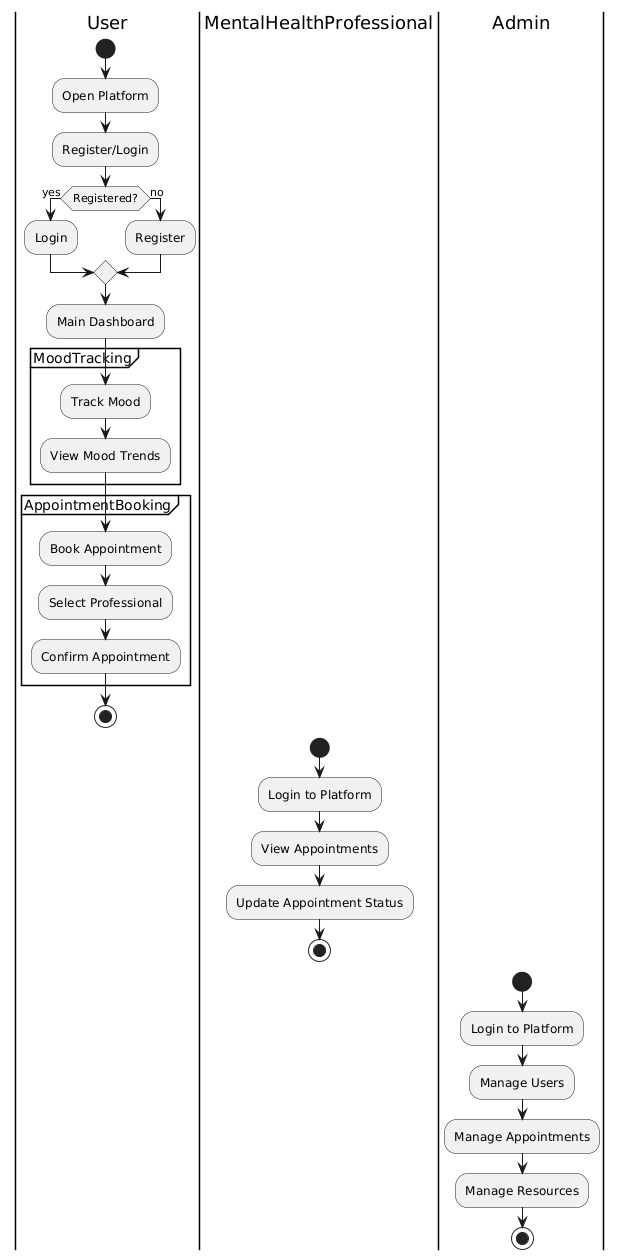 User
MentalHealthProfessional
Admin
Open Platform
Register/Login
yes
Registered?
no
Login
Register
Main Dashboard
MoodTracking
Track Mood
View Mood Trends
AppointmentBooking
Book Appointment
Select Professional
Confirm Appointment
Login to Platform
View Appointments
Update Appointment Status
Login to Platform
Manage Users
Manage Appointments
Manage Resources